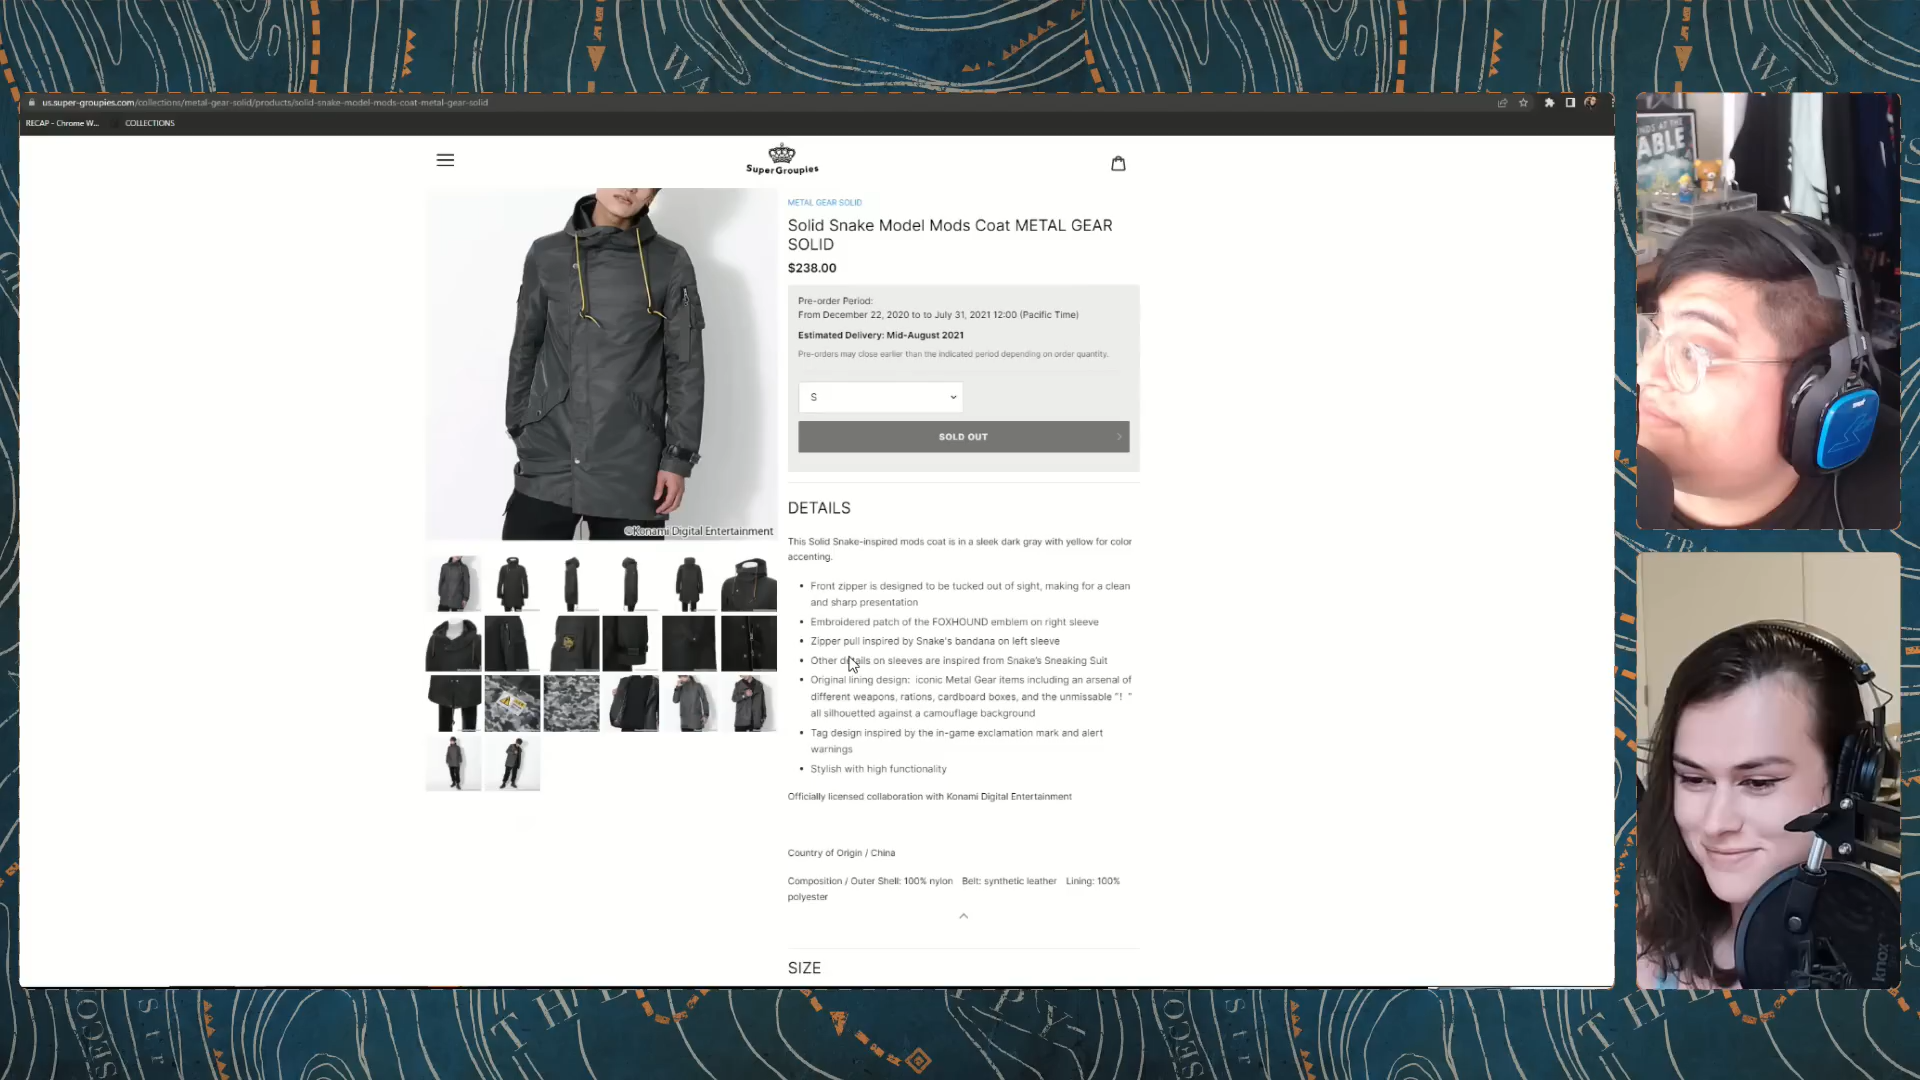 us.super-groupies.com/collections/metal-gear-solid/products/solid-snake-model-mods-coat-metal-gear-solid
RECAP - Chrome W... COLLECTIONS
SuperGroupies
METAL GEAR SOLID
Solid Snake Model Mods Coat METAL GEAR
SOLID
$238.00
Pre-order Period:
From December 22, 2020 to to July 31, 2021 12:00 (Pacific Time)
Estimated Delivery: Mid-August 2021
Pre-orders may close earlier than the indicated period depending on order quantity.
S
SOLD OUT
©Konami Digital Entertainment
DETAILS
This Solid Snake-inspired mods coat is in a sleek dark gray with yellow for color
accenting.
• Front zipper is designed to be tucked out of sight, making for a clean
and sharp presentation
• Embroidered patch of the FOXHOUND emblem on right sleeve
• Zipper pull inspired by Snake's bandana on left sleeve
• Other details on sleeves are inspired from Snake's Sneaking Suit
• Original lining design: iconic Metal Gear items including an arsenal of
different weapons, rations, cardboard boxes, and the unmissable "! "
all silhouetted against a camouflage background
• Tag design inspired by the in-game exclamation mark and alert
warnings
• Stylish with high functionality
Officially licensed collaboration with Konami Digital Entertainment
Country of Origin / China
Composition / Outer Shell: 100% nylon Belt: synthetic leather Lining: 100%
polyester
SIZE
ABLE
knox